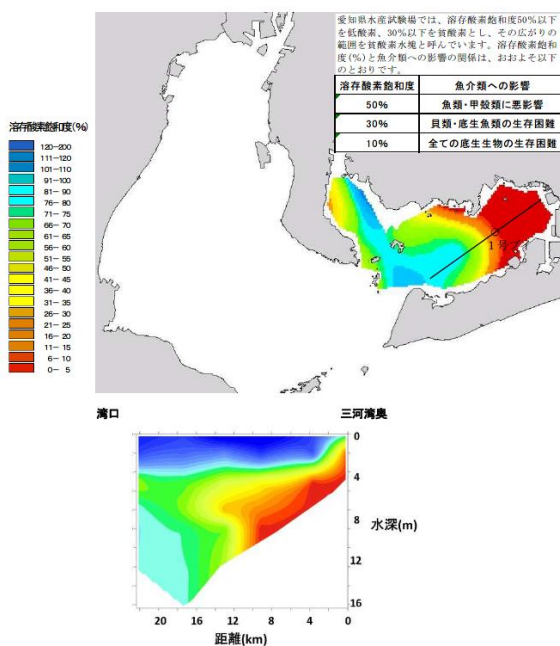 愛知県水産試験場では、溶存酸素飽和度50%以下
を低酸素、30%以下を貧酸素とし、その広がりの
範囲を貧酸素水塊と呼んでいます。溶存酸素飽和
度(%)と魚介類への影響の関係は、おおよそ以下
のとおりです。
溶存酸素飽和度 魚介類への影響
50% 魚類・甲殻類に悪影響
30% 貝類・底生魚類の生存困難
10% 全ての底生生物の生存困難
溶存酸素飽和度(%)
120-200
111-120
101-110
91-100
81- 90
76- 80
71- 75
66- 70
61- 65
56- 60
51- 55
46- 50
41- 45
36- 40
31- 35
26- 30
21- 25
16- 20
11- 15
6- 10
0- 5
1号
湾口 三河湾奥
0
4
8
12
16
水深(m)
20 16 12 8 4 0
距離(km)